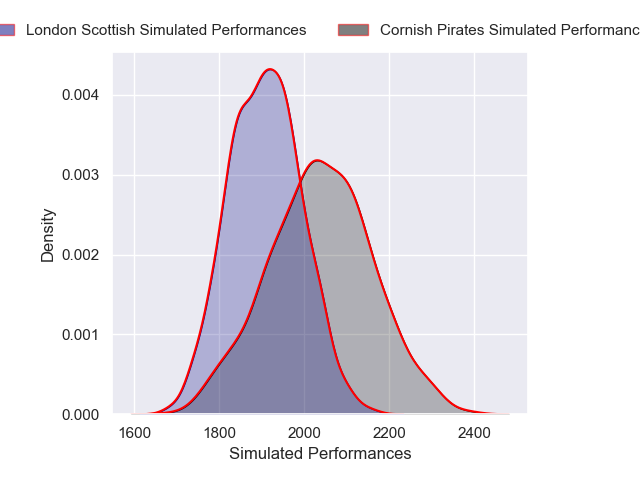 London Scottish Simulated Performances Cornish Pirates Simulated Performanc
0.004
0.003
0.002
0.001
0.000
Density
1600 1800 2000 2200 2400
Simulated Performances